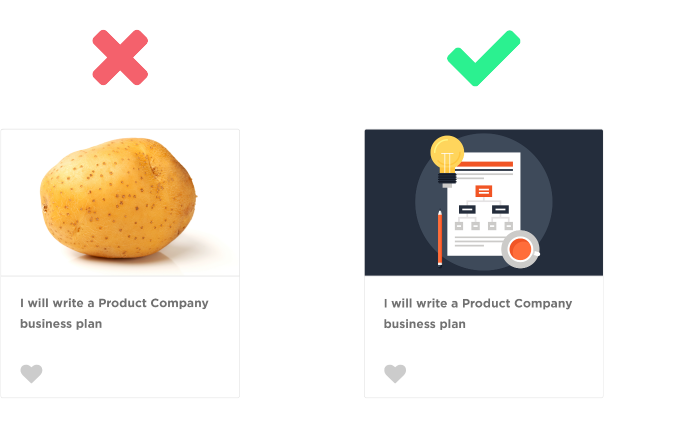 I will write a Product Company
business plan
I will write a Product Company
business plan